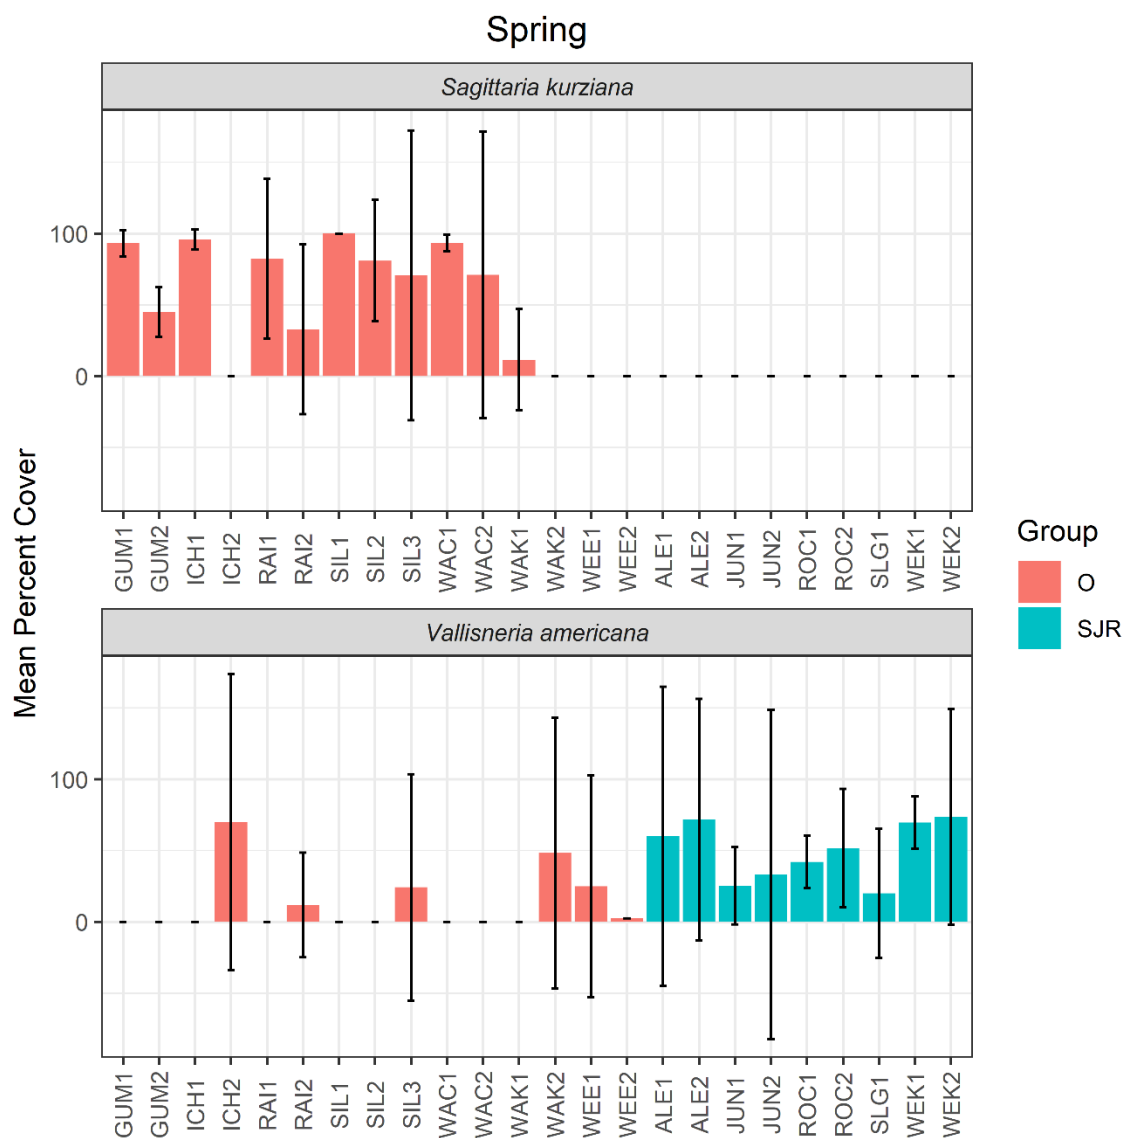 Spring
Sagittaria kurziana
100
0
GUM1 GUM2 ICH1 ICH2 RAI1 RAI2 SIL1 SIL2 SIL3 WAC1 WAC2 WAK1 WAK2 WEE1 WEE2 ALE1 ALE2 JUN1 JUN2 ROC1 ROC2 SLG1 WEK1 WEK2
Mean Percent Cover
Group
O
SJR
Vallisneria americana
100
0
GUM1 GUM2 ICH1 ICH2 RAI1 RAI2 SIL1 SIL2 SIL3 WAC1 WAC2 WAK1 WAK2 WEE1 WEE2 ALE1 ALE2 JUN1 JUN2 ROC1 ROC2 SLG1 WEK1 WEK2